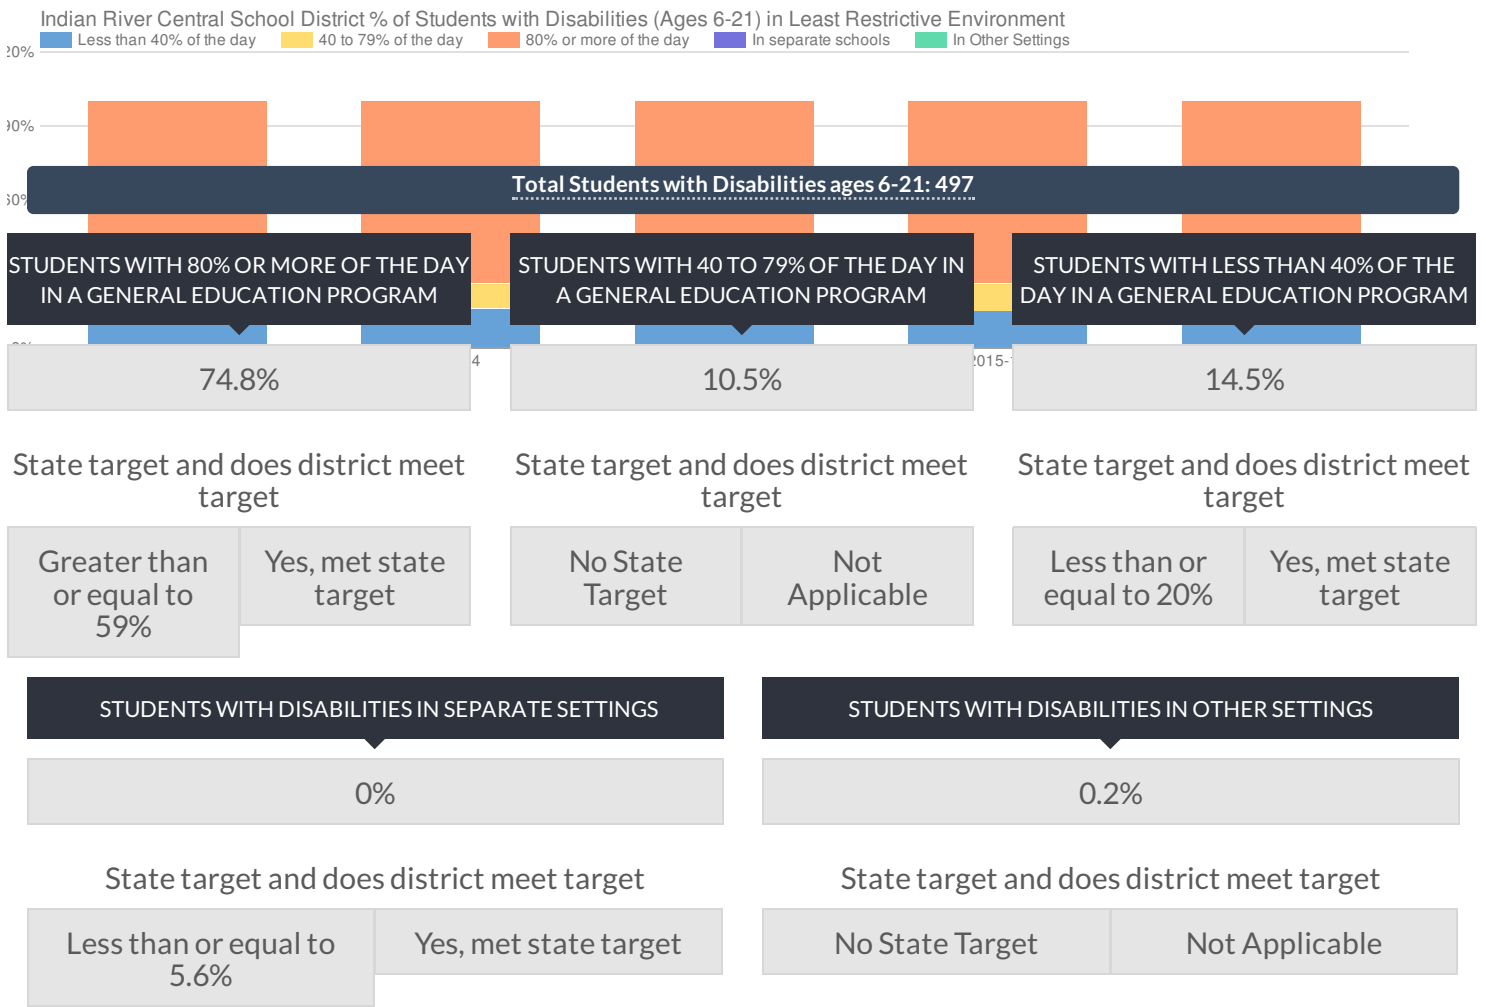 Indian River Central School District % of Students with Disabilities (Ages 6-21) in Least Restrictive Environment
Less than 40% of the day 40 to 79% of the day 80% or more of the day In separate schools In Other Settings
20%
90%
60%
Total Students with Disabilities ages 6-21: 497
STUDENTS WITH 80% OR MORE OF THE DAY
IN A GENERAL EDUCATION PROGRAM
STUDENTS WITH 40 TO 79% OF THE DAY IN
A GENERAL EDUCATION PROGRAM
STUDENTS WITH LESS THAN 40% OF THE
DAY IN A GENERAL EDUCATION PROGRAM
4
2015-1
74.8%
10.5%
14.5%
State target and does district meet
target
State target and does district meet
target
State target and does district meet
target
Greater than
or equal to
59%
Yes, met state
target
No State
Target
Not
Applicable
Less than or
equal to 20%
Yes, met state
target
STUDENTS WITH DISABILITIES IN SEPARATE SETTINGS
STUDENTS WITH DISABILITIES IN OTHER SETTINGS
0%
0.2%
State target and does district meet target
State target and does district meet target
Less than or equal to
5.6%
Yes, met state target
No State Target
Not Applicable